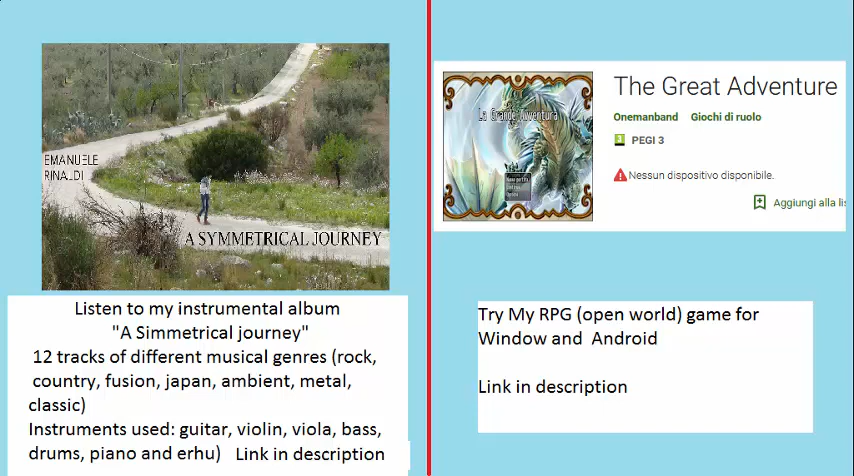 EMANUELE
RINALDI
A SYMMETRICAL JOURNEY
Listen to my instrumental album
"A Simmetrical journey"
12 tracks of different musical genres (rock,
country, fusion, japan, ambient, metal,
classic)
Instruments used: guitar, violin, viola, bass,
drums, piano and erhu) Link in description
La Grande Avventura
The Great Adventure
Onemanband Giochi di ruolo
3 PEGI 3
Nessun dispositivo disponibile.
Aggiungi alla lis
Try My RPG (open world) game for
Window and Android
Link in description